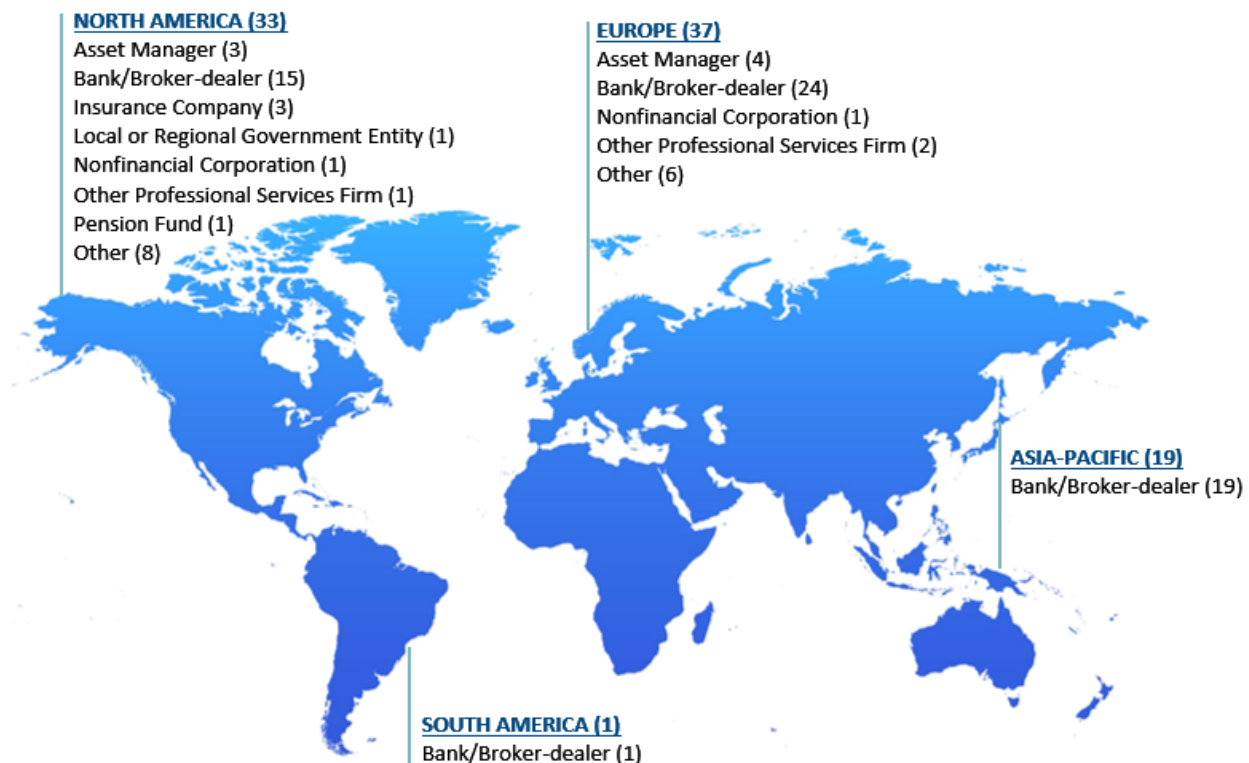 NORTH AMERICA (33)
Asset Manager (3)
Bank/Broker-dealer (15)
Insurance Company (3)
Local or Regional Government Entity (1)
Nonfinancial Corporation (1)
Other Professional Services Firm (1)
Pension Fund (1)
Other (8)
EUROPE (37)
Asset Manager (4)
Bank/Broker-dealer (24)
Nonfinancial Corporation (1)
Other Professional Services Firm (2)
Other (6)
ASIA-PACIFIC (19)
Bank/Broker-dealer (19)
SOUTH AMERICA (1)
Bank/Broker-dealer (1)